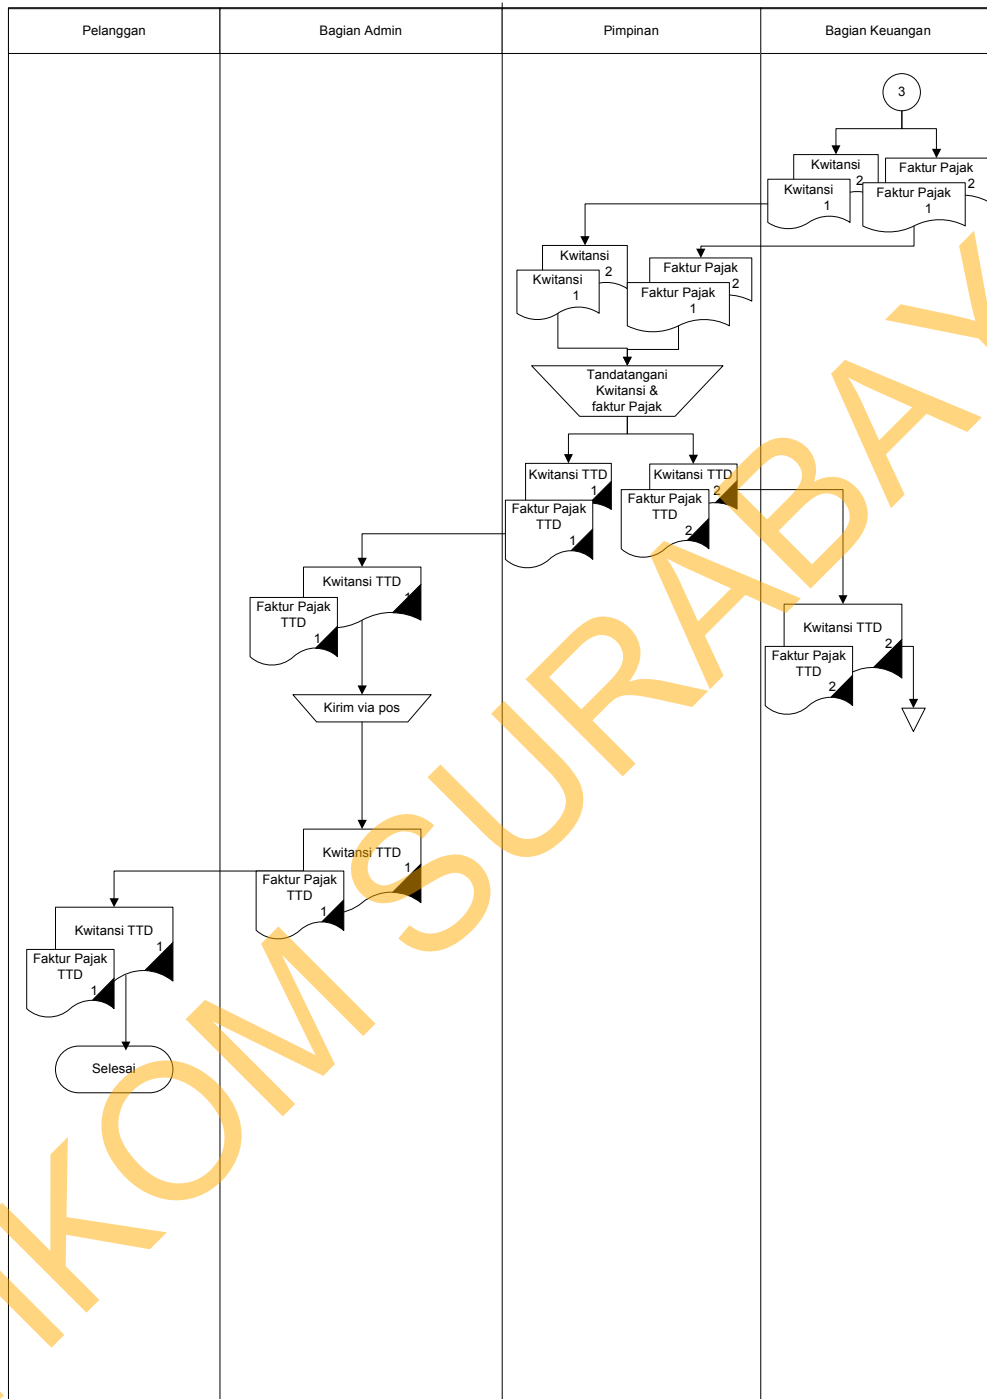 Pelanggan
Bagian Admin
Pimpinan
Bagian Keuangan
3
Kwitansi
2
Faktur Pajak
2
Kwitansi
1
Faktur Pajak
1
Kwitansi
2
Faktur Pajak
2
Kwitansi
1
Faktur Pajak
1
Tandatangani
Kwitansi &
faktur Pajak
Kwitansi TTD
1
Kwitansi TTD
2
Faktur Pajak
TTD
1
Faktur Pajak
TTD
2
Kwitansi TTD
1
Faktur Pajak
TTD
1
Kwitansi TTD
2
Faktur Pajak
TTD
2
Kirim via pos
Kwitansi TTD
1
Faktur Pajak
TTD
1
Kwitansi TTD
1
Faktur Pajak
TTD
1
Selesai
IKOM SURABAY